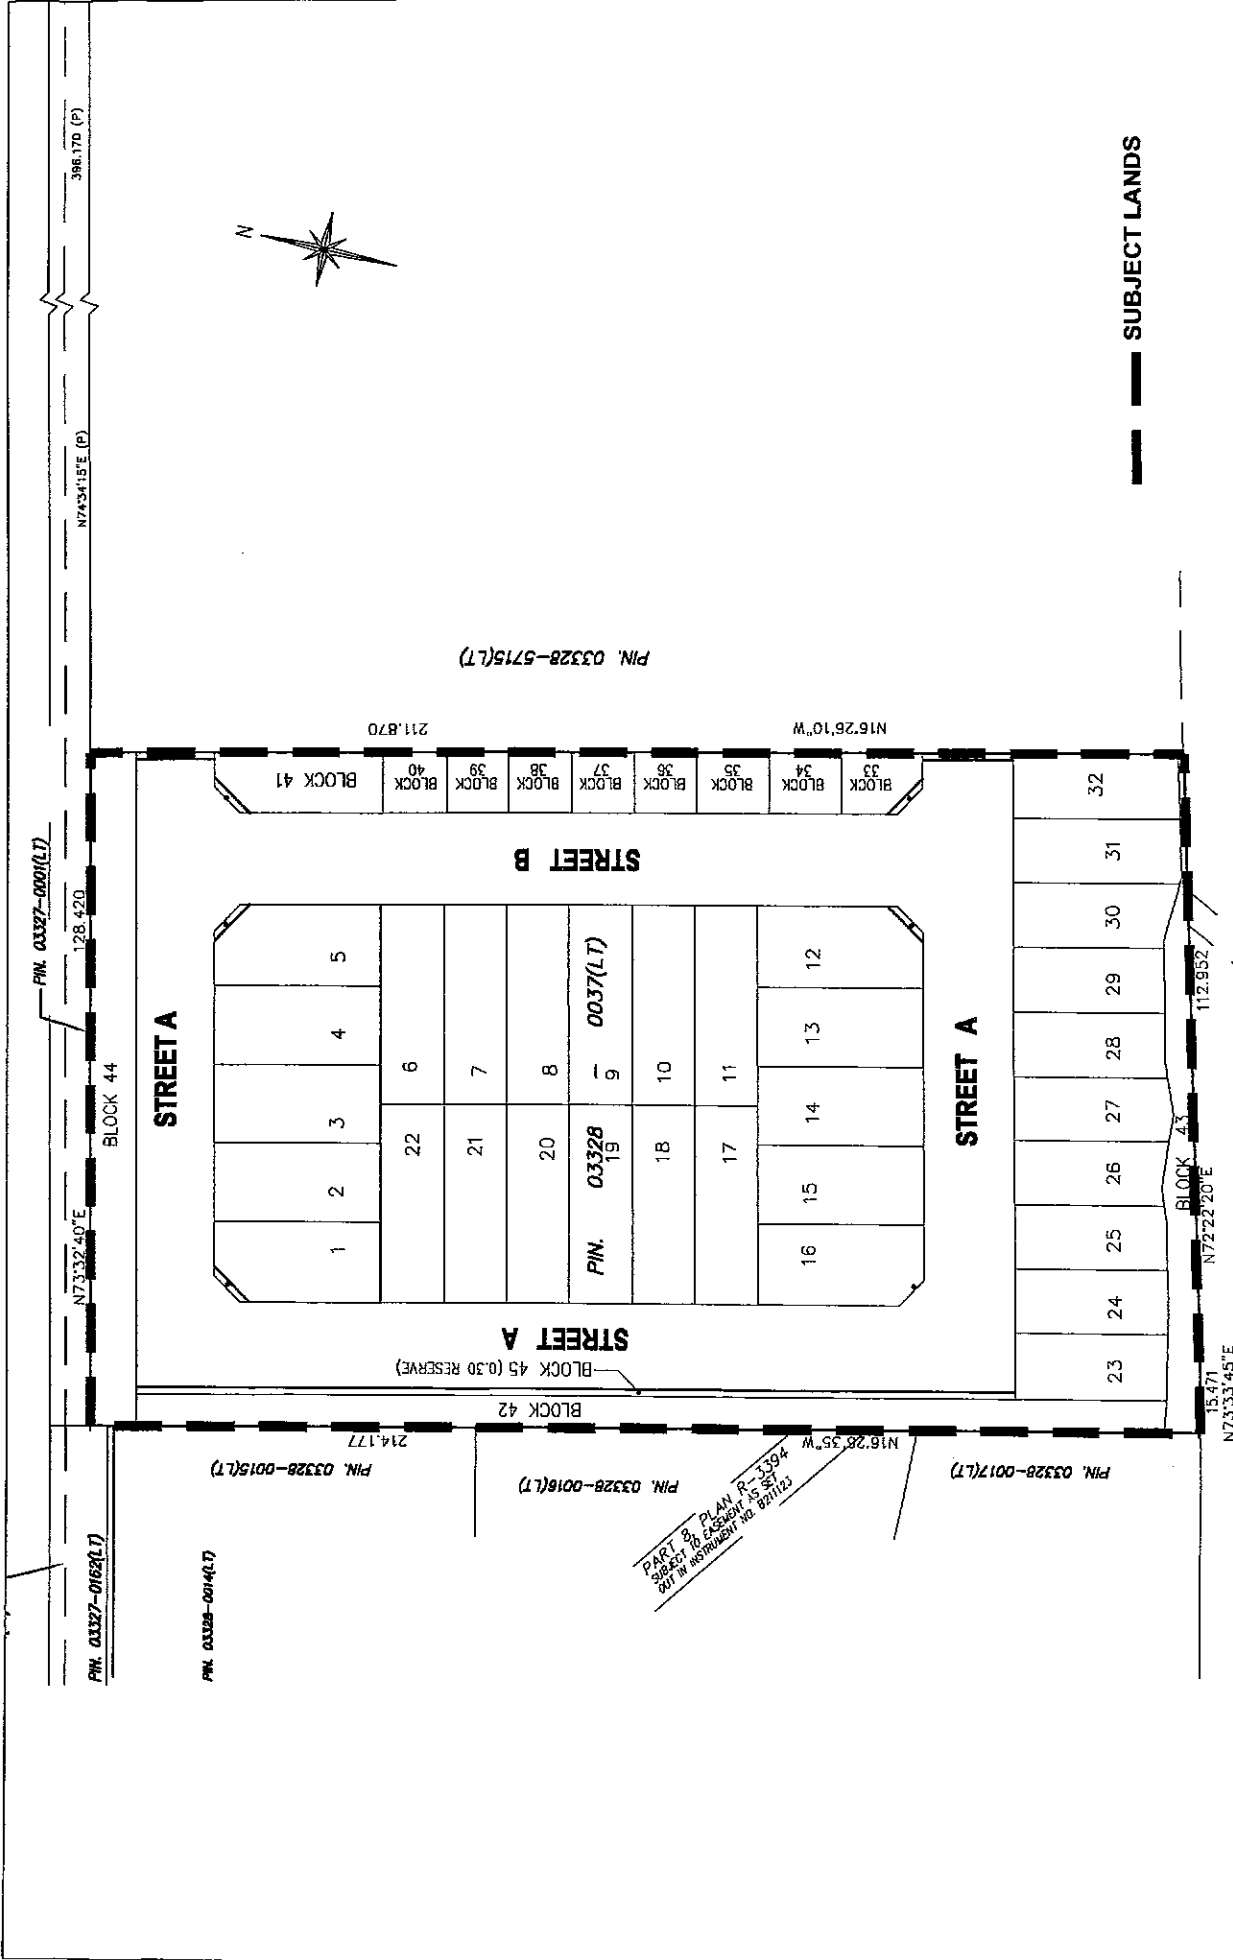 396.170 (P)
N74°34'15"E (P)
N
SUBJECT LANDS
PIN. 03327-0001(LT)
128.420
N73°32'40"E
BLOCK 44
STREET A
PIN. 03328-5715(LT)
211.870
N16°26'10"W
BLOCK 41
BLOCK 40
BLOCK 39
BLOCK 38
BLOCK 37
BLOCK 36
BLOCK 35
BLOCK 34
BLOCK 33
STREET B
1
2
3
4
5
6
7
8
9
10
11
12
13
14
15
16
17
18
19
20
21
22
PIN. 03328 - 0037(LT)
STREET A
STREET A
BLOCK 45 (0.30 RESERVE)
BLOCK 42
23
24
25
26
27
28
29
30
31
32
BLOCK 43
112.952
N72°22'20"E
15.471
N73°33'45"E
214.177
N16°26'35"W
PIN. 03328-0015(LT)
PIN. 03328-0016(LT)
PIN. 03328-0017(LT)
PART 8, PLAN R-3394
SUBJECT TO EASEMENT AS SET
OUT IN INSTRUMENT NO. B211123
PIN. 03327-0162(LT)
PIN. 03328-0014(LT)